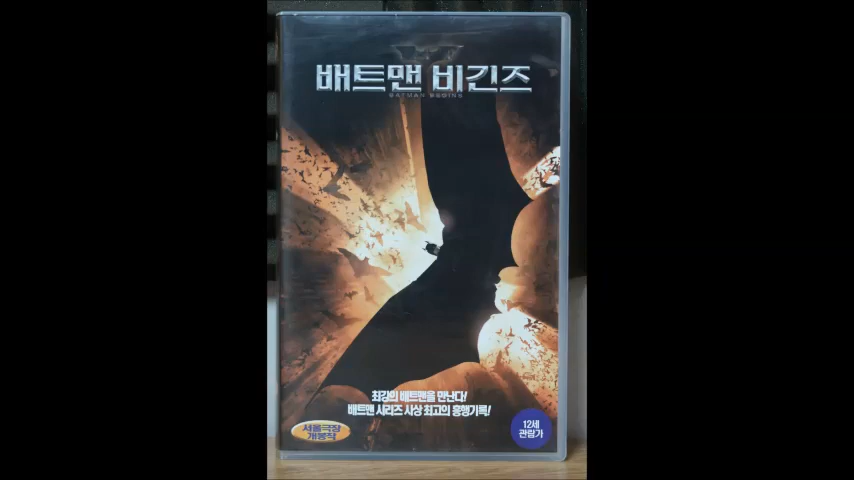 배트맨 비긴즈
BATMAN BEGINS
최강의 배트맨을 만난다!
배트맨 시리즈 사상 최고의 흥행기록!
서울극장
개봉작
12세
관람가